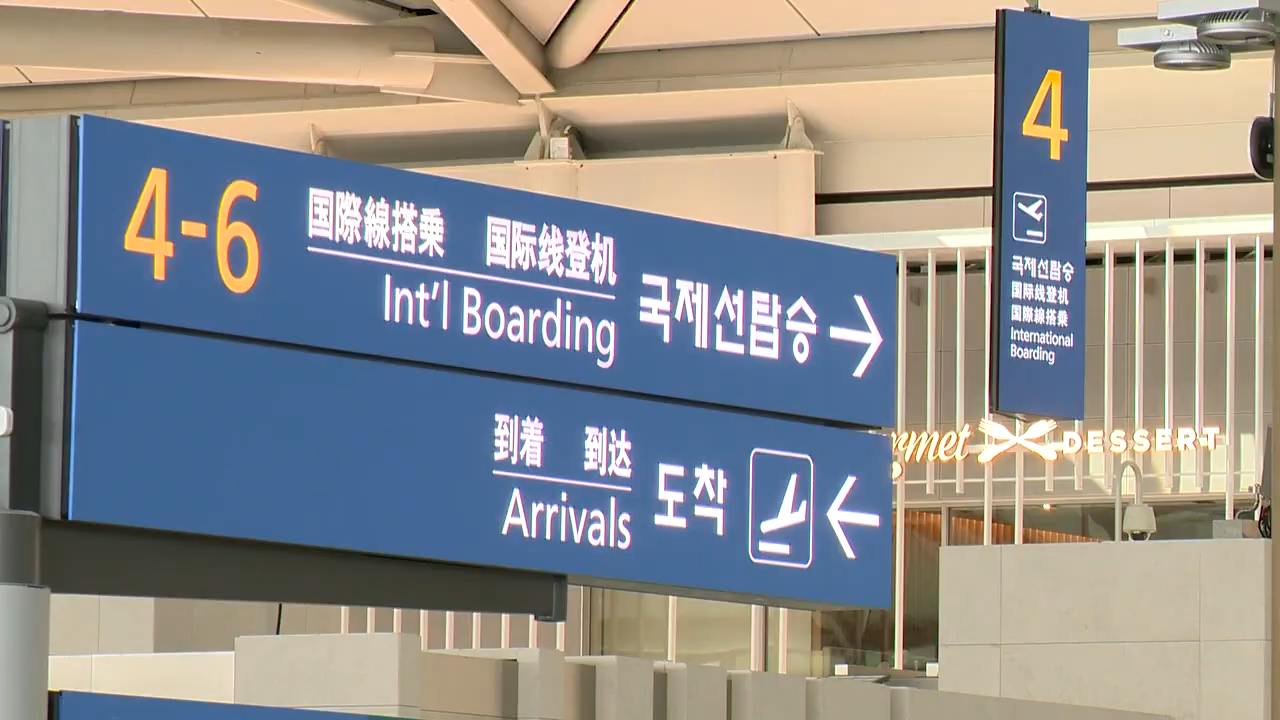 4-6
国際線搭乗 国际线登机
Int'l Boarding
국제선탑승 →
到着 到达
Arrivals
도착 ←
4
국제선탑승
国际线登机
国際線搭乗
International
Boarding
DESSERT